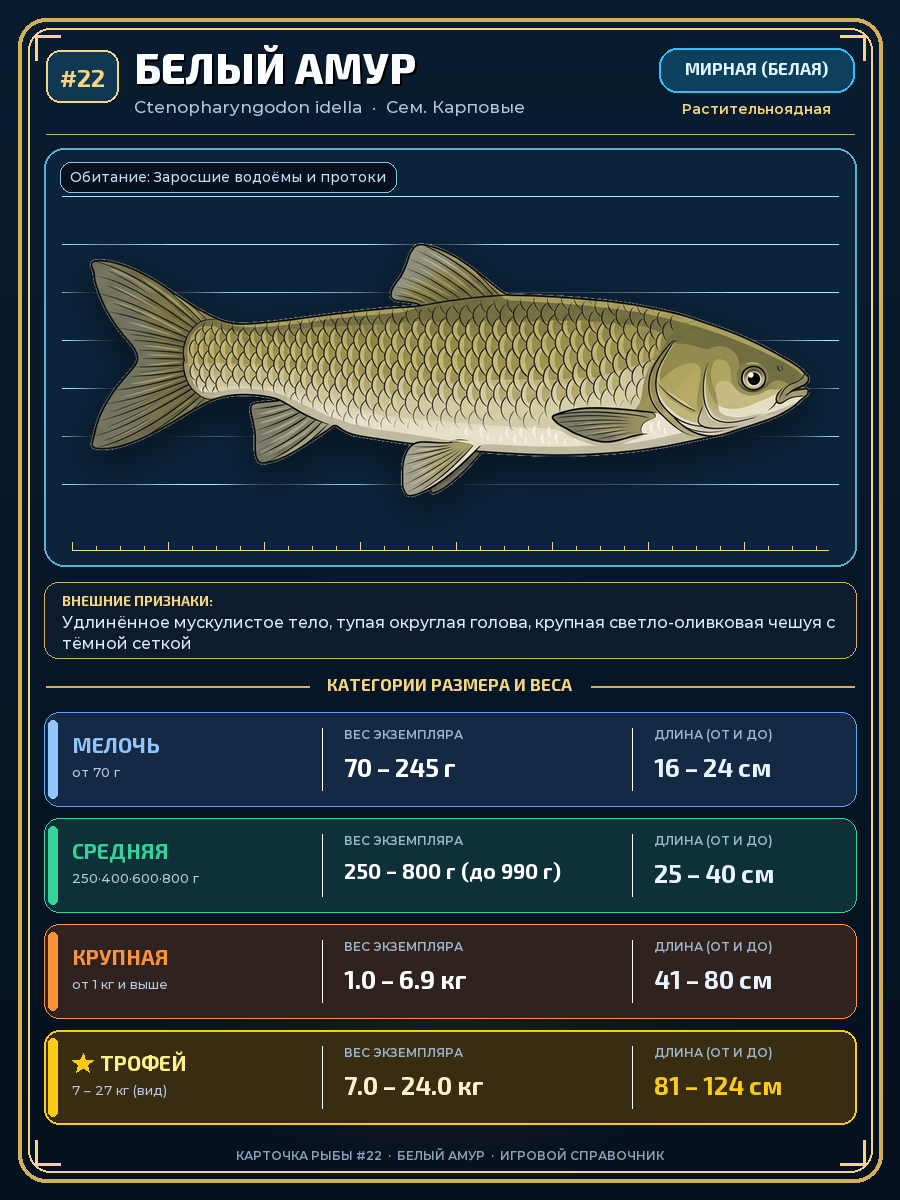 #22
БЕЛЫЙ АМУР
Ctenopharyngodon idella · Сем. Карповые
МИРНАЯ (БЕЛАЯ)
Растительноядная
Обитание: Заросшие водоёмы и протоки
ВНЕШНИЕ ПРИЗНАКИ:
Удлинённое мускулистое тело, тупая округлая голова, крупная светло-оливковая чешуя с
тёмной сеткой
КАТЕГОРИИ РАЗМЕРА И ВЕСА
МЕЛОЧЬ
от 70 г
ВЕС ЭКЗЕМПЛЯРА
70 – 245 г
ДЛИНА (ОТ И ДО)
16 – 24 см
СРЕДНЯЯ
250·400·600·800 г
ВЕС ЭКЗЕМПЛЯРА
250 – 800 г (до 990 г)
ДЛИНА (ОТ И ДО)
25 – 40 см
КРУПНАЯ
от 1 кг и выше
ВЕС ЭКЗЕМПЛЯРА
1.0 – 6.9 кг
ДЛИНА (ОТ И ДО)
41 – 80 см
ТРОФЕЙ
7 – 27 кг (вид)
ВЕС ЭКЗЕМПЛЯРА
7.0 – 24.0 кг
ДЛИНА (ОТ И ДО)
81 – 124 см
КАРТОЧКА РЫБЫ #22 · БЕЛЫЙ АМУР · ИГРОВОЙ СПРАВОЧНИК